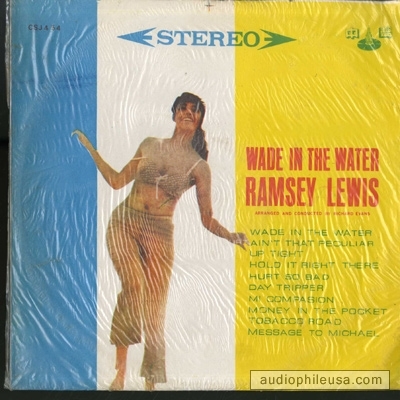 STEREO
WADE IN THE WATER
RAMSEY LEWIS
ARRANGED AND CONDUCTED BY RICHARD EVANS
WADE IN THE WATER
AIN'T THAT PECULIAR
UP TIGHT
HOLD IT RIGHT THERE
HURT SO BAD
DAY TRIPPER
MI COMPASION
MONEY IN THE POCKET
TOBACCO ROAD
MESSAGE TO MICHAEL
audiophileusa.com